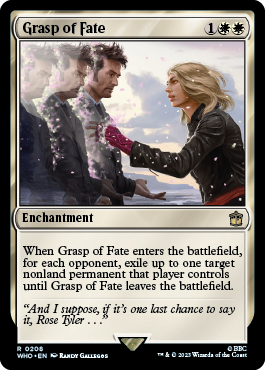 Grasp of Fate 1
Enchantment
When Grasp of Fate enters the battlefield,
for each opponent, exile up to one target
nonland permanent that player controls
until Grasp of Fate leaves the battlefield.
“And I suppose, if it’s one last chance to say
it, Rose Tyler . . .”
R 0208
WHO • EN Randy Gallegos
© BBC
™ & © 2023 Wizards of the Coast